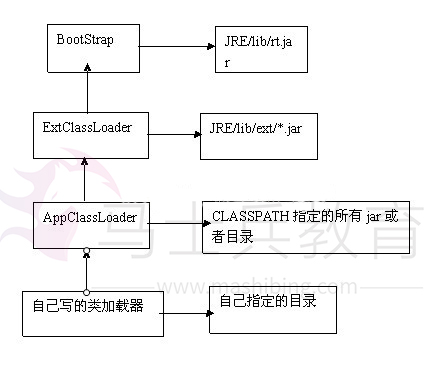 BootStrap
JRE/lib/rt.ja
r
ExtClassLoader
JRE/lib/ext/*.jar
AppClassLoader
CLASSPATH 指定的所有 jar 或
者目录
马士兵教育
www.mashibing.com
自己写的类加载器
自己指定的目录